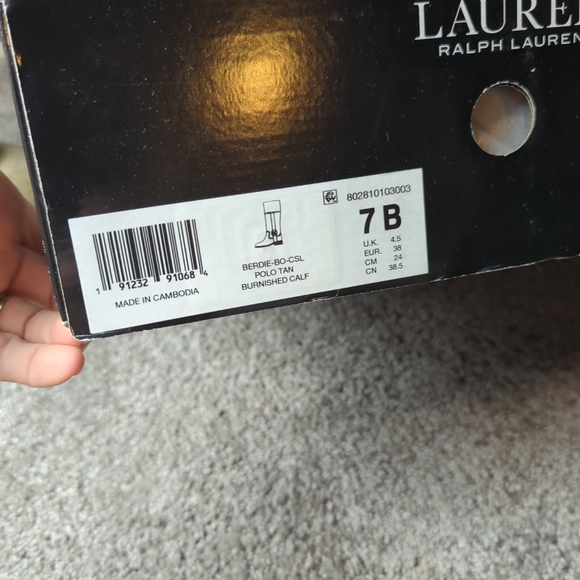 LAUREN
RALPH LAUREN
802810103003
7 B
U.K. 4.5
EUR. 38
CM 24
CN 38.5
BERDIE-BO-CSL
POLO TAN
BURNISHED CALF
1 91232 91068 4
MADE IN CAMBODIA